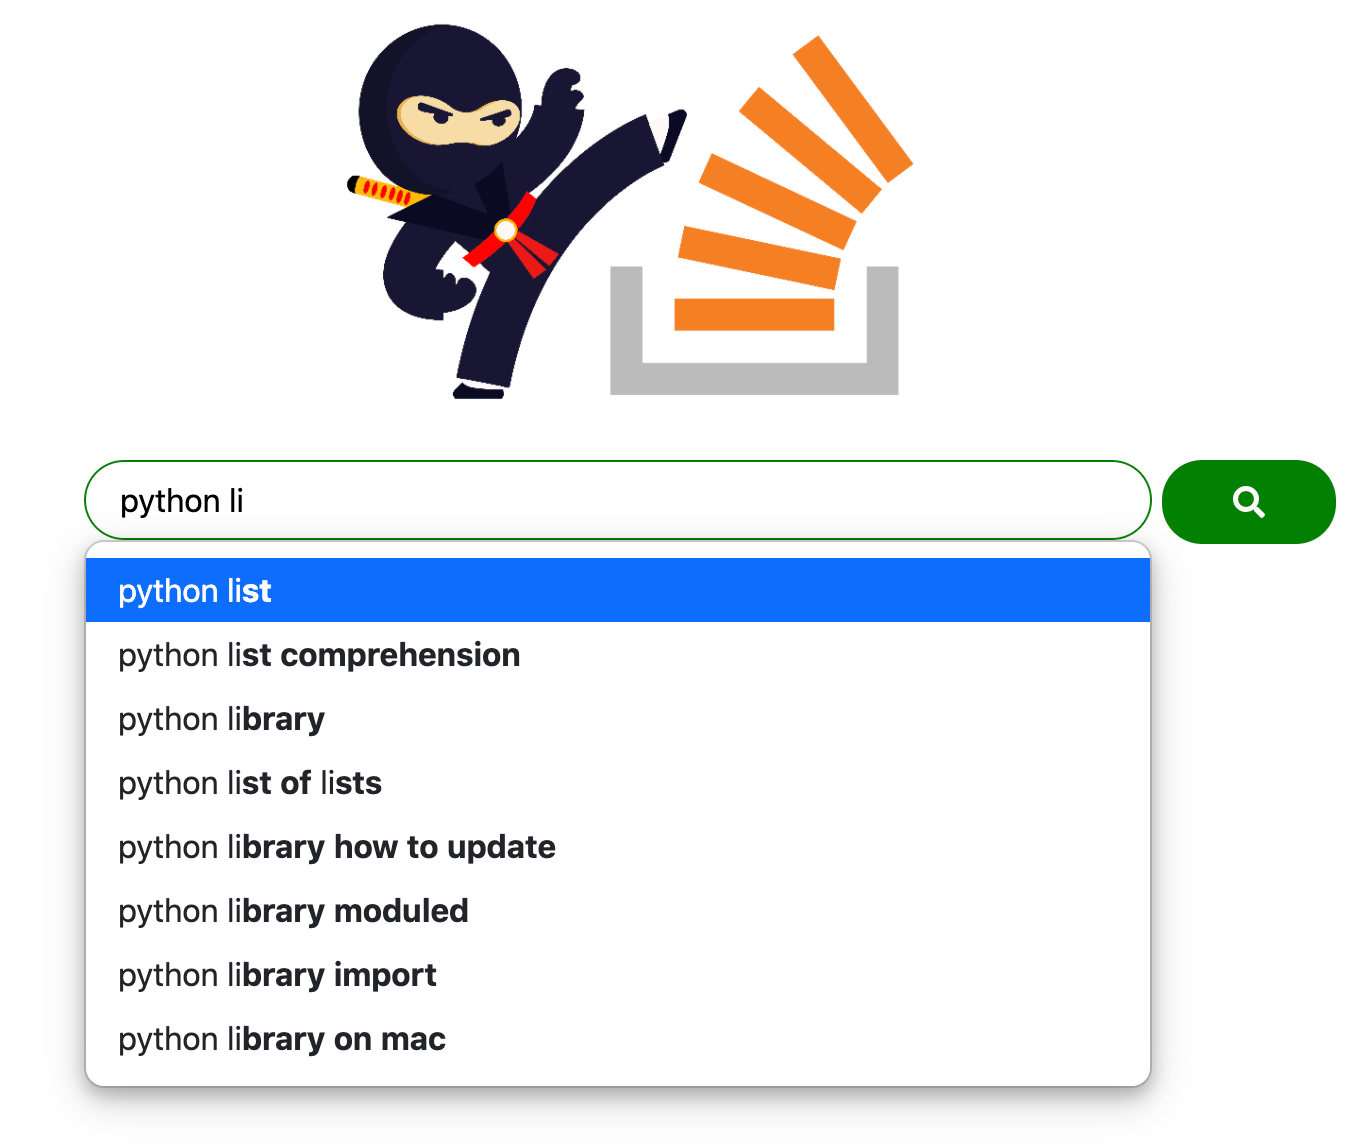 python li
python list
python list comprehension
python library
python list of lists
python library how to update
python library moduled
python library import
python library on mac